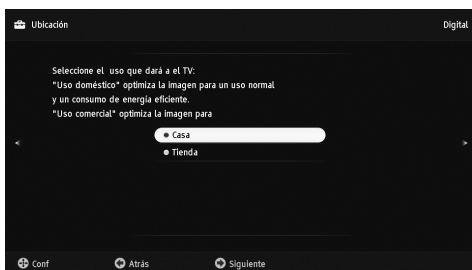 Ubicación
Digital
Seleccione el uso que dará a el TV:
"Uso doméstico" optimiza la imagen para un uso normal
y un consumo de energía eficiente.
"Uso comercial" optimiza la imagen para
Casa
Tienda
Conf
Atrás
Siguiente